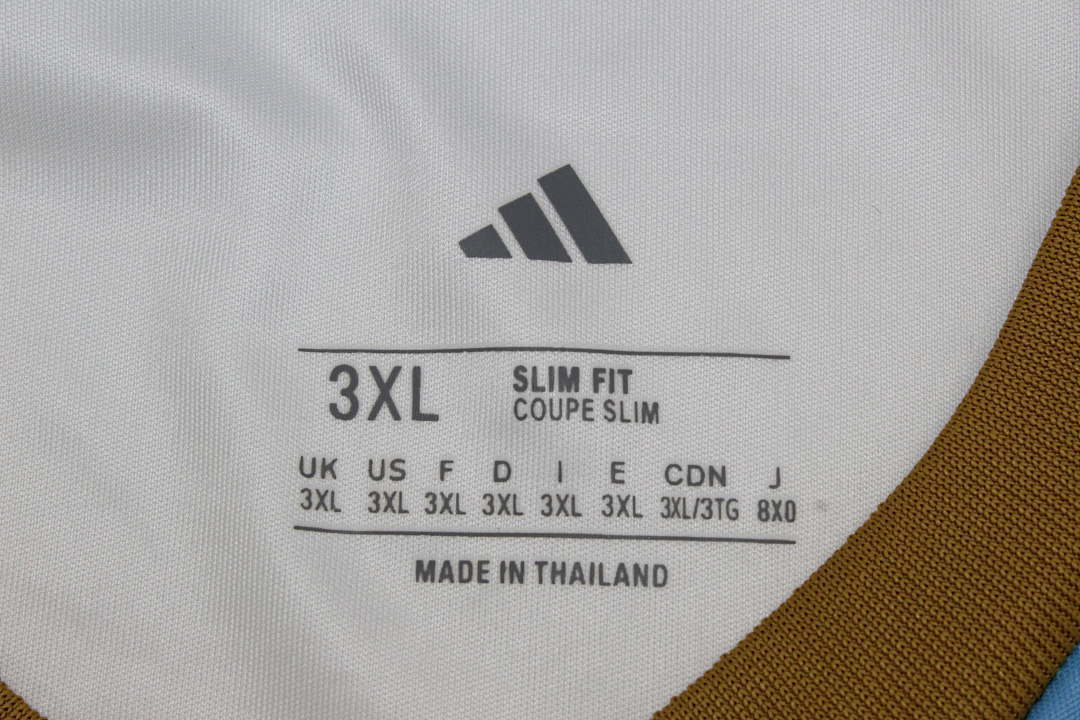 3XL SLIM FIT
COUPE SLIM
UK US F D I E CDN J
3XL 3XL 3XL 3XL 3XL 3XL 3XL/3TG 8X0
MADE IN THAILAND